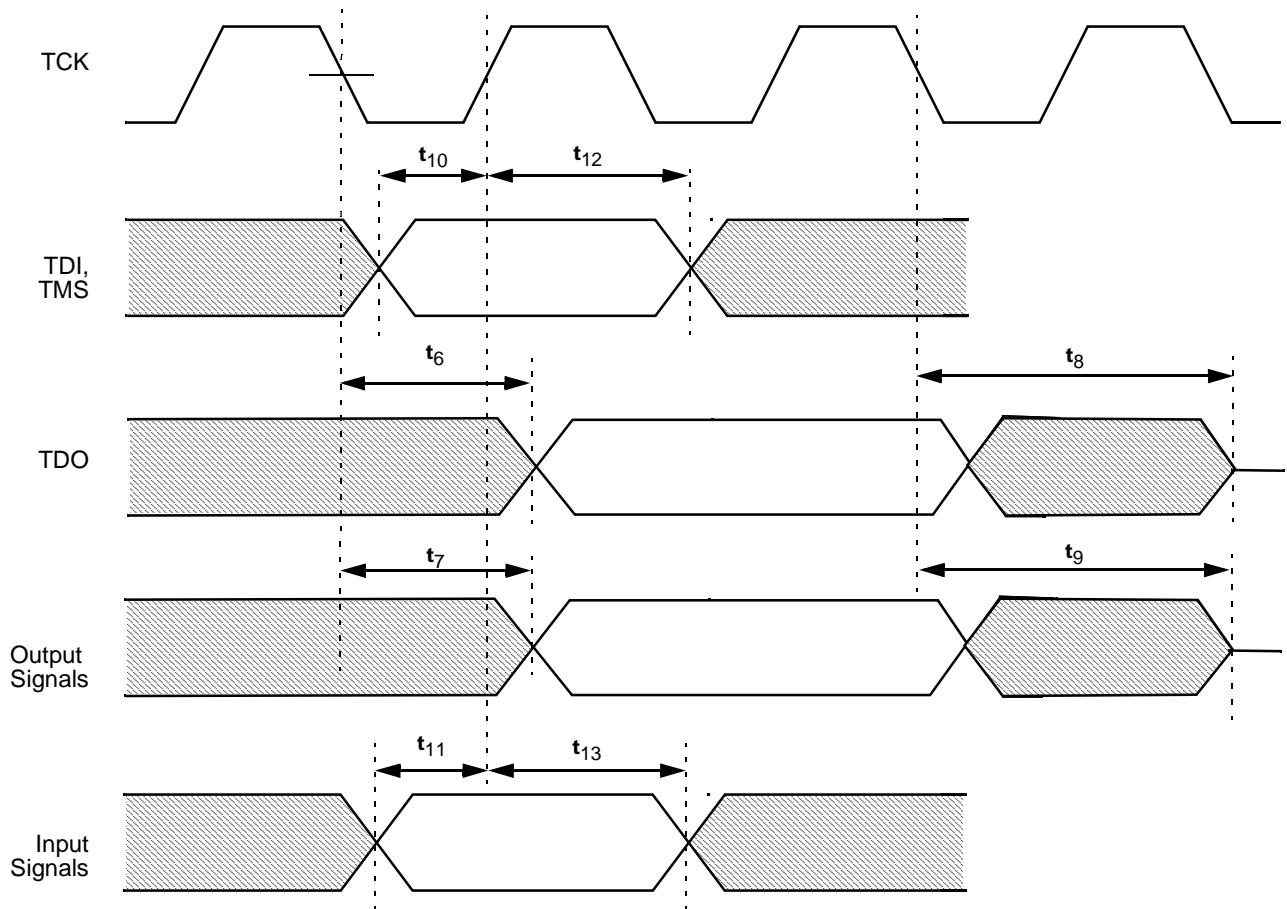 TCK
t10
t12
TDI,
TMS
t6
t8
TDO
t7
t9
Output
Signals
t11
t13
Input
Signals